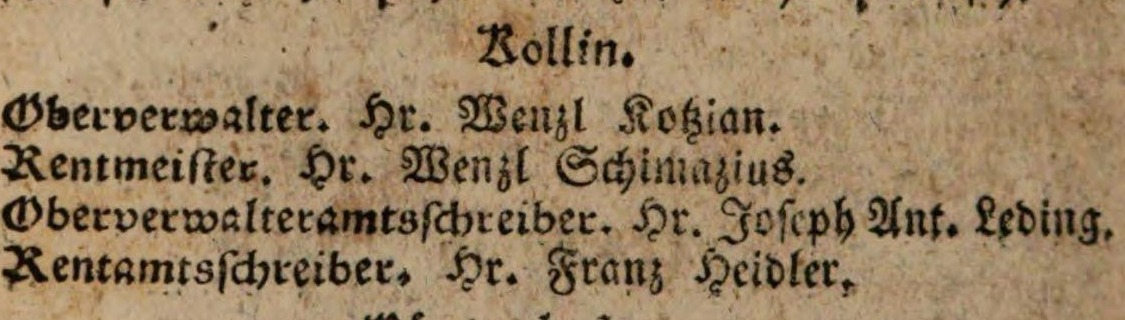 Kollin.
Oberverwalter. Hr. Wenzl Kotzian.
Rentmeister. Hr. Wenzl Schimazius.
Oberverwalteramtsschreiber. Hr. Joseph Ant. Leding.
Rentamtsschreiber. Hr. Franz Heidler.